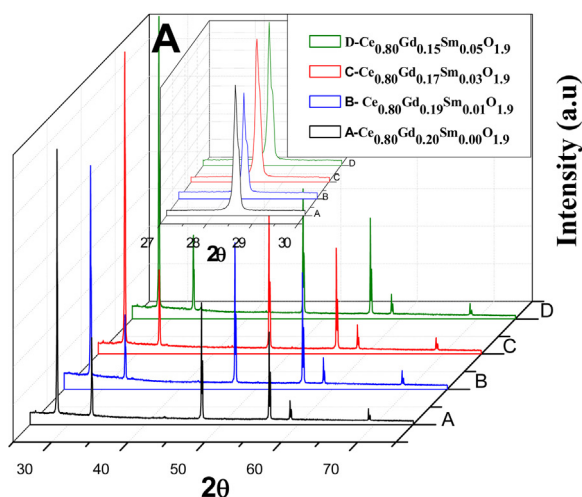 A
D-Ce0.80Gd0.15Sm0.05O1.9
C-Ce0.80Gd0.17Sm0.03O1.9
B- Ce0.80Gd0.19Sm0.01O1.9
A-Ce0.80Gd0.20Sm0.00O1.9
Intensity (a.u)
D
C
B
A
27 28 29 30
2θ
D
C
B
A
30 40 50 60 70
2θ